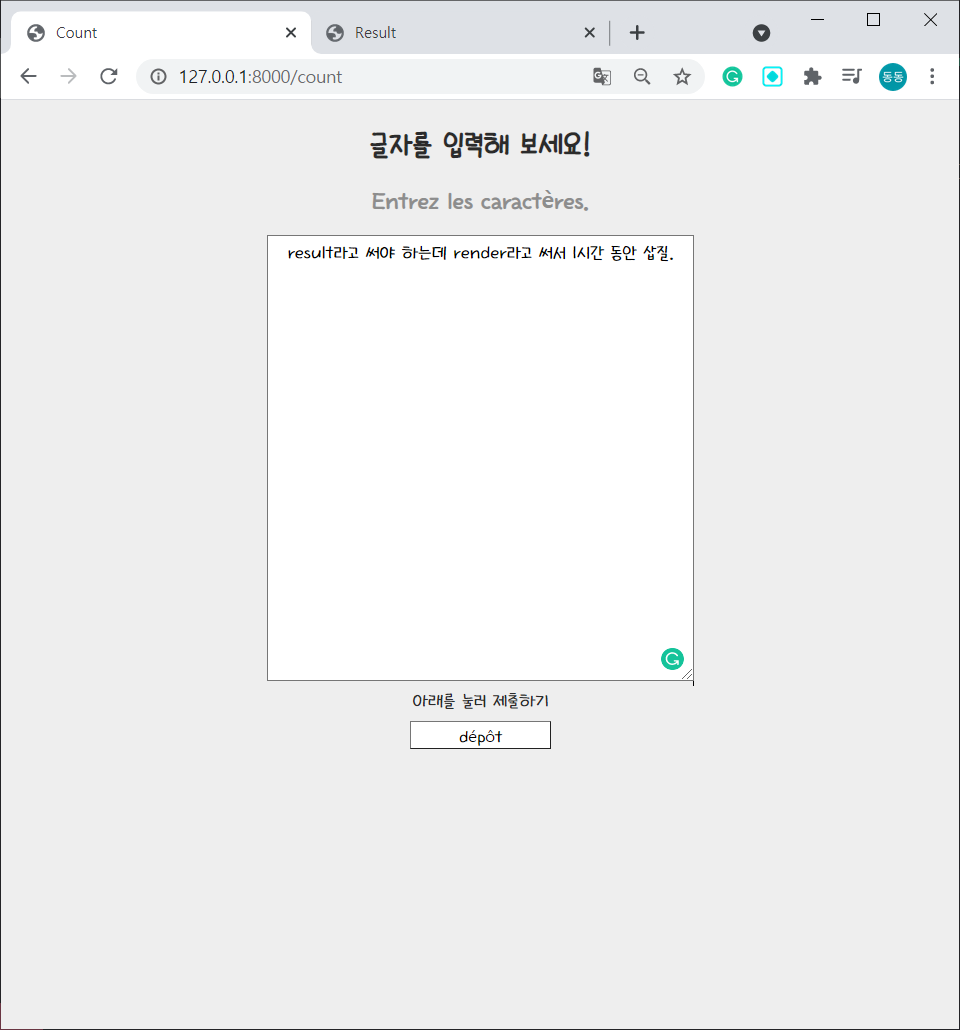 Count
Result
127.0.0.1:8000/count
동동
글자를 입력해 보세요!
Entrez les caractères.
result라고 써야 하는데 render라고 써서 1시간 동안 삽질.
아래를 눌러 제출하기
dépôt